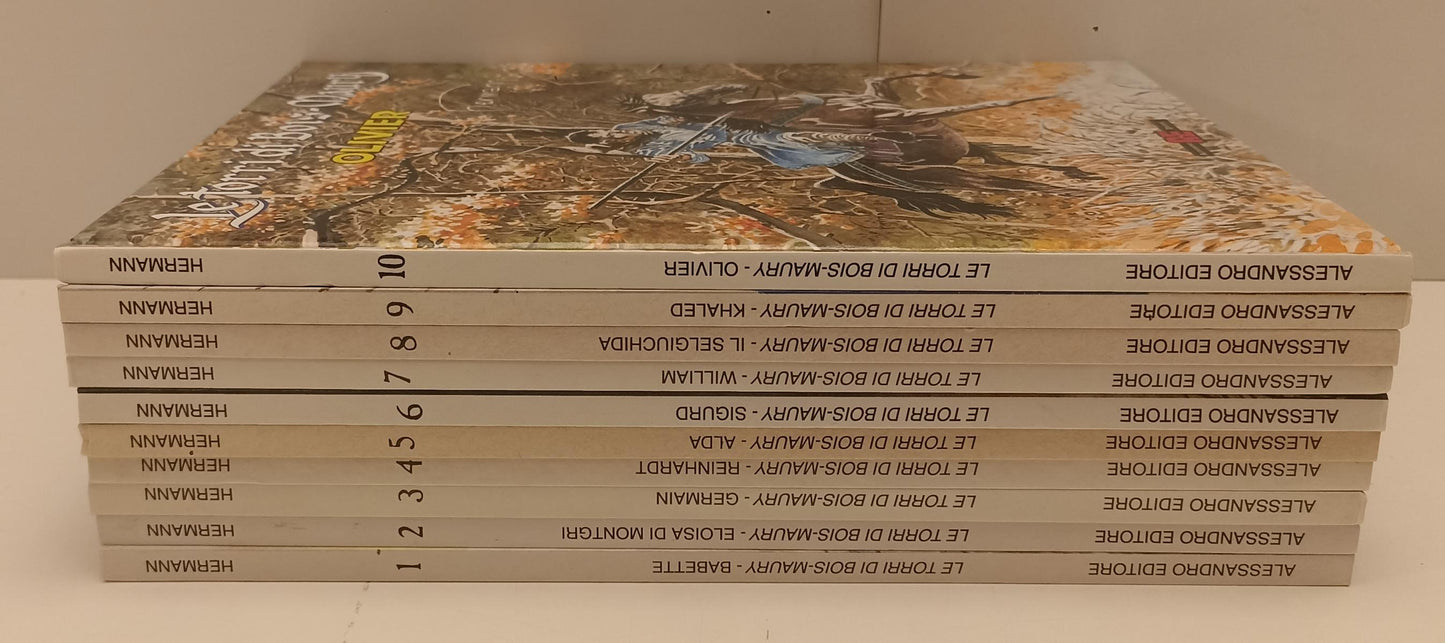 Le Torri di Bois-Maury
OLIVIER
ALESSANDRO EDITORE LE TORRI DI BOIS-MAURY - OLIVIER 10 HERMANN
ALESSANDRO EDITORE LE TORRI DI BOIS-MAURY - KHALED 9 HERMANN
ALESSANDRO EDITORE LE TORRI DI BOIS-MAURY - IL SELGIUCHIDA 8 HERMANN
ALESSANDRO EDITORE LE TORRI DI BOIS-MAURY - WILLIAM 7 HERMANN
ALESSANDRO EDITORE LE TORRI DI BOIS-MAURY - SIGURD 6 HERMANN
ALESSANDRO EDITORE LE TORRI DI BOIS-MAURY - ALDA 5 HERMANN
ALESSANDRO EDITORE LE TORRI DI BOIS-MAURY - REINHARDT 4 HERMANN
ALESSANDRO EDITORE LE TORRI DI BOIS-MAURY - GERMAIN 3 HERMANN
ALESSANDRO EDITORE LE TORRI DI BOIS-MAURY - ELOISA DI MONTGRI 2 HERMANN
ALESSANDRO EDITORE LE TORRI DI BOIS-MAURY - BABETTE 1 HERMANN